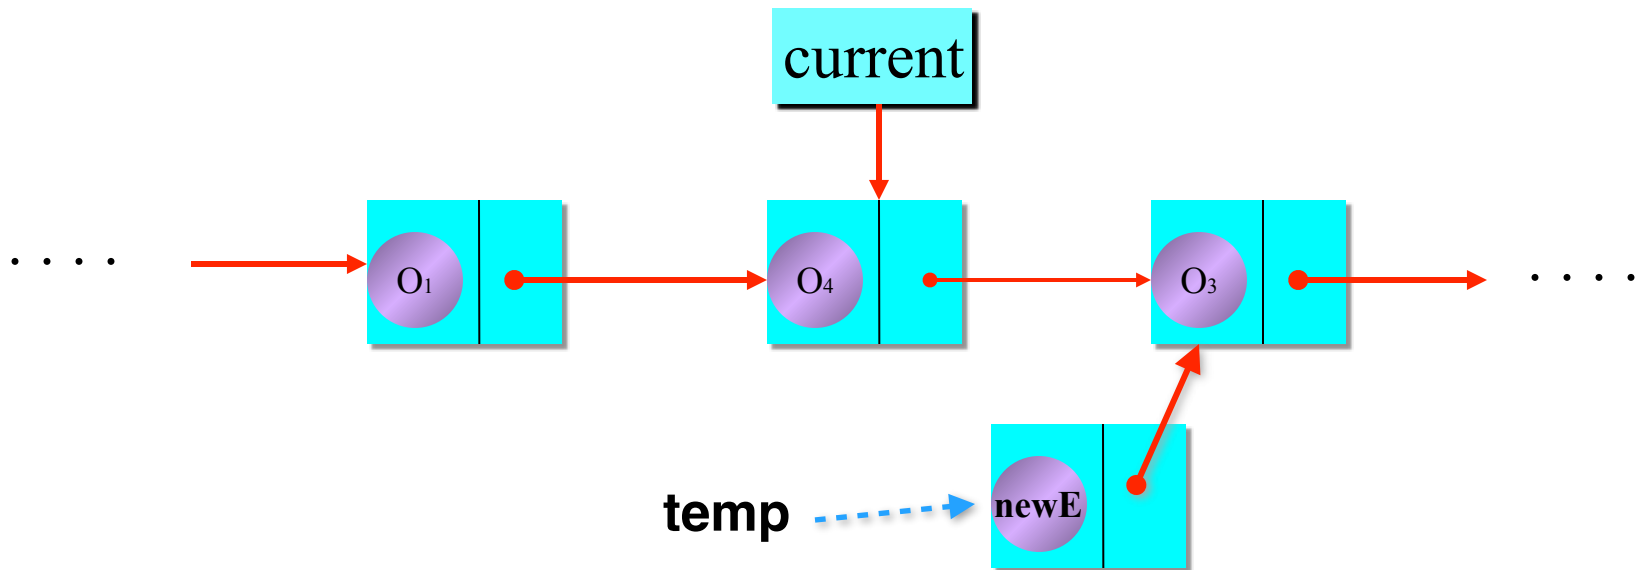 current
. . . .
O1
O4
O3
. . . .
temp
newE